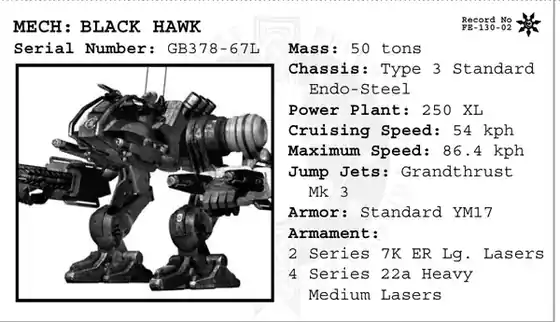 MECH: BLACK HAWK
Serial Number: GB378-67L
Record No
FE-130-02
Mass: 50 tons
Chassis: Type 3 Standard
Endo-Steel
Power Plant: 250 XL
Cruising Speed: 54 kph
Maximum Speed: 86.4 kph
Jump Jets: Grandthrust
Mk 3
Armor: Standard YM17
Armament:
2 Series 7K ER Lg. Lasers
4 Series 22a Heavy
Medium Lasers